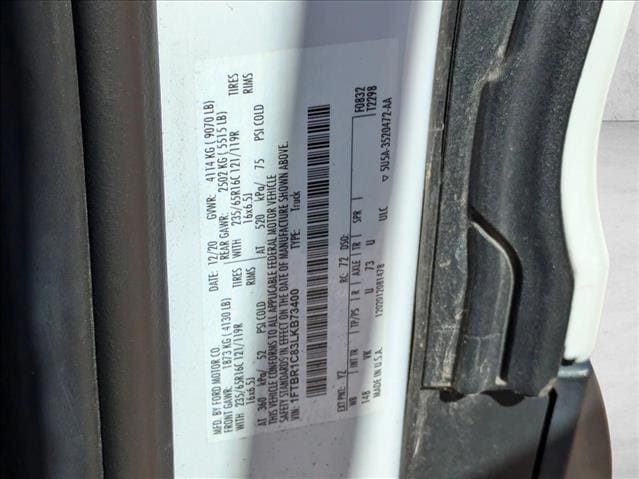 MFD. BY FORD MOTOR CO.
DATE: 12/20 GVWR: 4114 KG ( 9070 LB)
FRONT GAWR: 1873 KG ( 4130 LB) REAR GAWR: 2502 KG ( 5515 LB)
WITH 235/65R16C 121/119R TIRES WITH 235/65R16C 121/119R TIRES
16x6.5J RIMS 16x6.5J RIMS
AT 360 kPa/ 52 PSI COLD AT 520 kPa/ 75 PSI COLD
THIS VEHICLE CONFORMS TO ALL APPLICABLE FEDERAL MOTOR VEHICLE
SAFETY STANDARDS IN EFFECT ON THE DATE OF MANUFACTURE SHOWN ABOVE.
VIN: 1FTBR1C83LKB73400
TYPE: Truck
F0832
T2298
EXT PNT: YZ RC: 72 DSO:
WB INT TR TP/PS R AXLE TR SPR
148 VK U 73 U
MADE IN U.S.A. ULC
12020120814 78
▽ 5U5A-3520472-AA